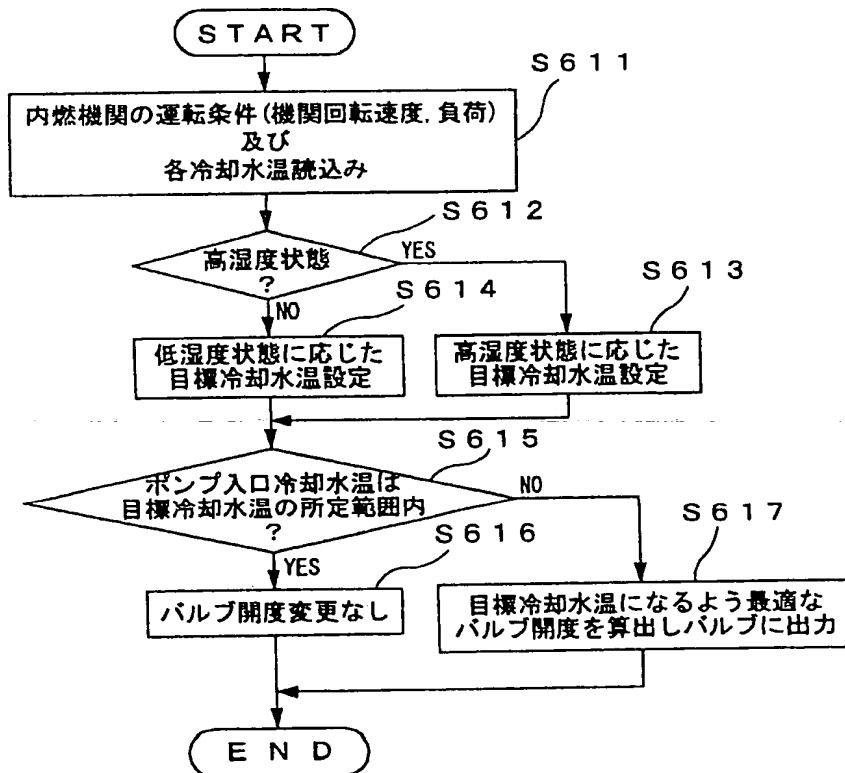 START
S611
内燃機関の運転条件(機関回転速度,負荷)
及び
各冷却水温読込み
S612
高湿度状態
?
YES
NO
S614
S613
低湿度状態に応じた
目標冷却水温設定
高湿度状態に応じた
目標冷却水温設定
S615
ポンプ入口冷却水温は
目標冷却水温の所定範囲内
?
NO
YES
S616
S617
バルブ開度変更なし
目標冷却水温になるよう最適な
バルブ開度を算出しバルブに出力
END